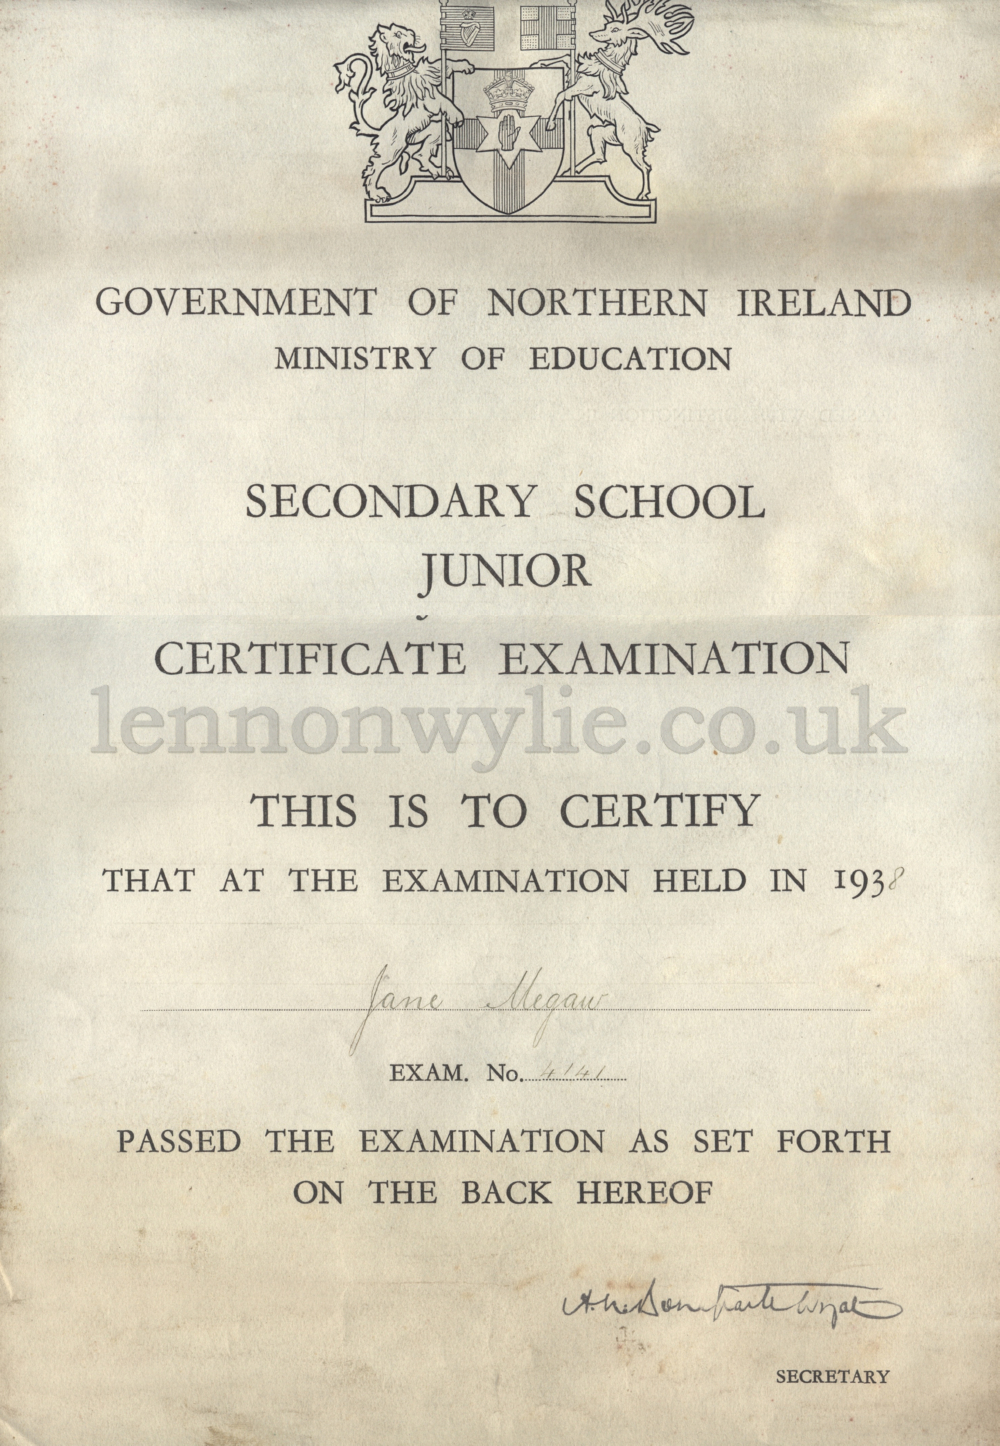 GOVERNMENT OF NORTHERN IRELAND
MINISTRY OF EDUCATION
SECONDARY SCHOOL
JUNIOR
CERTIFICATE EXAMINATION
lennonwylie.co.uk
THIS IS TO CERTIFY
THAT AT THE EXAMINATION HELD IN 1938
Jane Megaw
EXAM. No. 4141
PASSED THE EXAMINATION AS SET FORTH
ON THE BACK HEREOF
SECRETARY